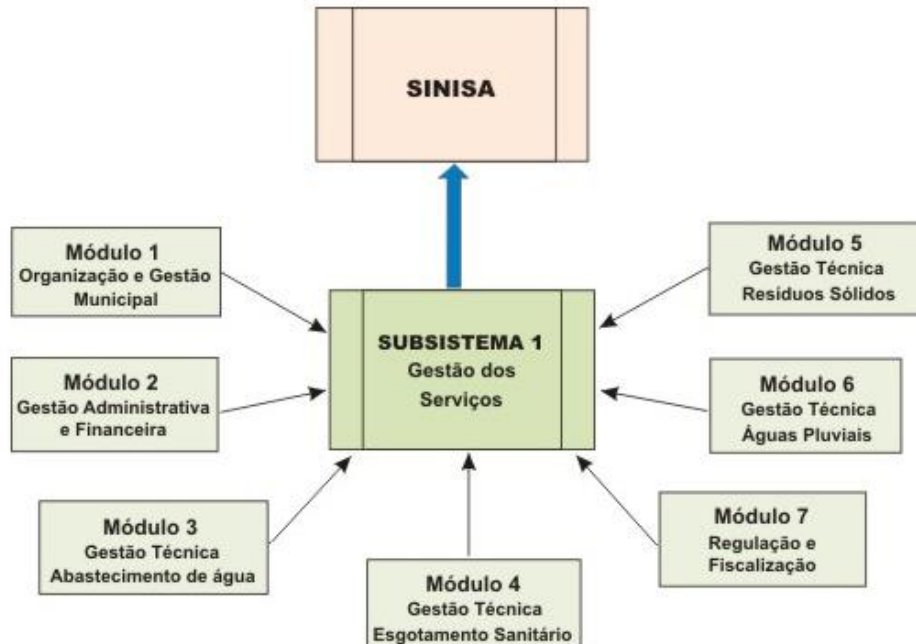 SINISA
Módulo 1
Organização e Gestão
Municipal
Módulo 2
Gestão Administrativa
e Financeira
Módulo 3
Gestão Técnica
Abastecimento de água
SUBSISTEMA 1
Gestão dos
Serviços
Módulo 4
Gestão Técnica
Esgotamento Sanitário
Módulo 5
Gestão Técnica
Resíduos Sólidos
Módulo 6
Gestão Técnica
Águas Pluviais
Módulo 7
Regulação e
Fiscalização